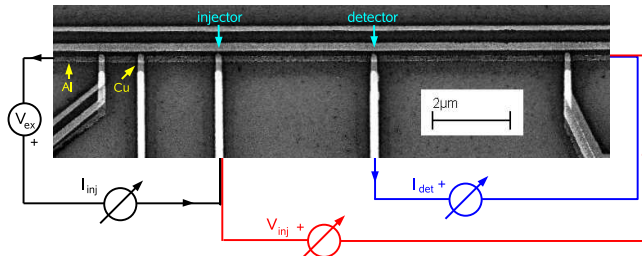 injector
detector
Al
Cu
2μm
V_ex
+
I_inj
I_det +
V_inj +